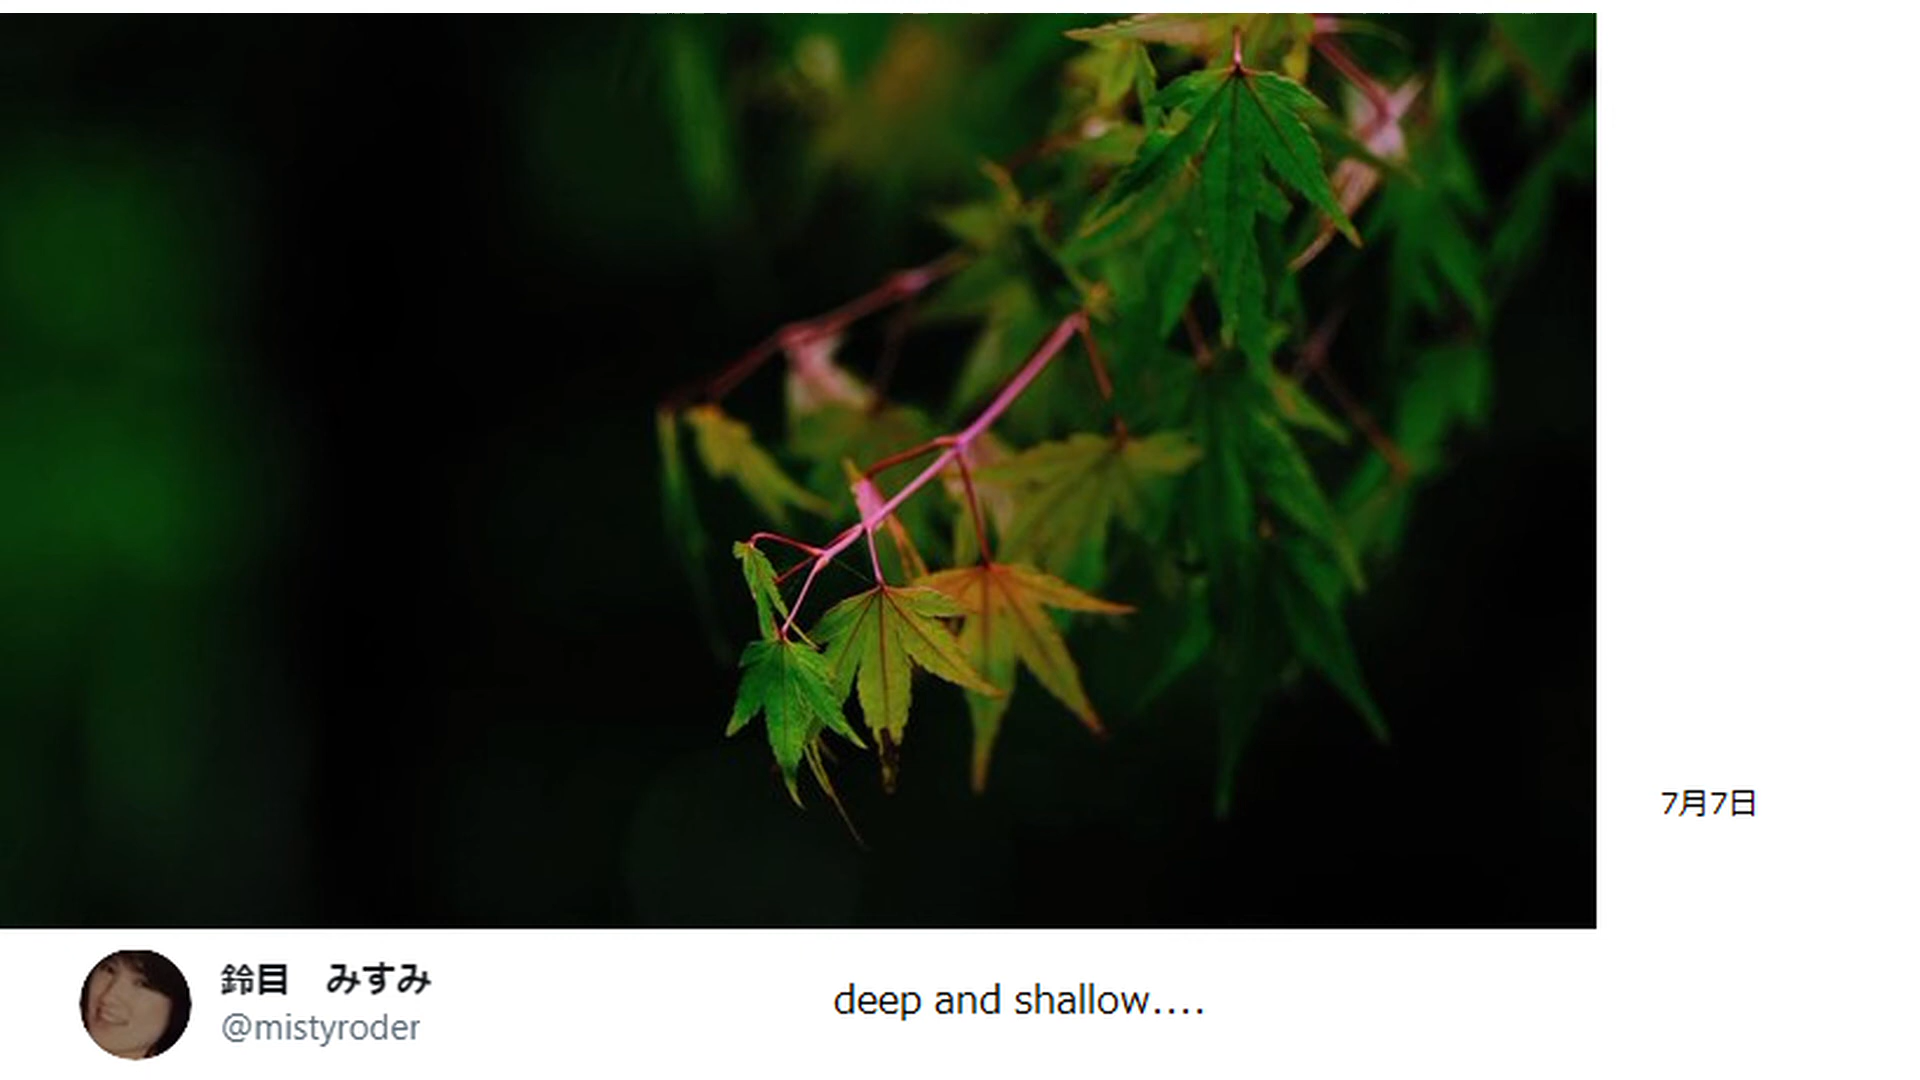 7月7日
鈴目　みすみ
@mistyroder
deep and shallow....